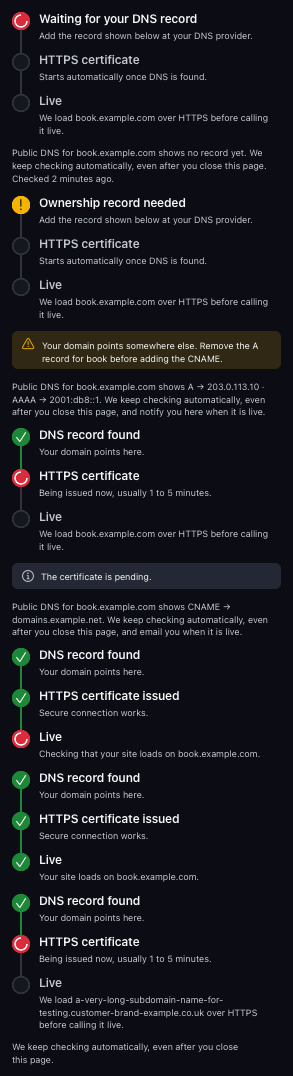 Waiting for your DNS record
Add the record shown below at your DNS provider.
HTTPS certificate
Starts automatically once DNS is found.
Live
We load book.example.com over HTTPS before calling
it live.
Public DNS for book.example.com shows no record yet. We
keep checking automatically, even after you close this page.
Checked 2 minutes ago.
Ownership record needed
Add the record shown below at your DNS provider.
HTTPS certificate
Starts automatically once DNS is found.
Live
We load book.example.com over HTTPS before calling
it live.
Your domain points somewhere else. Remove the A
record for book before adding the CNAME.
Public DNS for book.example.com shows A → 203.0.113.10 ·
AAAA → 2001:db8::1. We keep checking automatically, even
after you close this page, and notify you here when it is live.
DNS record found
Your domain points here.
HTTPS certificate
Being issued now, usually 1 to 5 minutes.
Live
We load book.example.com over HTTPS before calling
it live.
The certificate is pending.
Public DNS for book.example.com shows CNAME →
domains.example.net. We keep checking automatically, even
after you close this page, and email you when it is live.
DNS record found
Your domain points here.
HTTPS certificate issued
Secure connection works.
Live
Checking that your site loads on book.example.com.
DNS record found
Your domain points here.
HTTPS certificate issued
Secure connection works.
Live
Your site loads on book.example.com.
DNS record found
Your domain points here.
HTTPS certificate
Being issued now, usually 1 to 5 minutes.
Live
We load a-very-long-subdomain-name-for-
testing.customer-brand-example.co.uk over HTTPS
before calling it live.
We keep checking automatically, even after you close
this page.